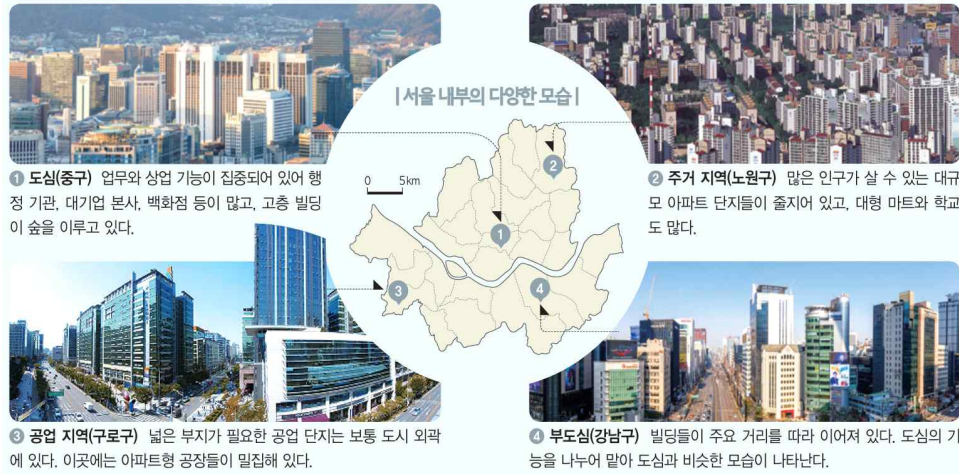 | 서울 내부의 다양한 모습 |
0 5km
1
2
3
4
1 도심(중구) 업무와 상업 기능이 집중되어 있어 행
정 기관, 대기업 본사, 백화점 등이 많고, 고층 빌딩
이 숲을 이루고 있다.
2 주거 지역(노원구) 많은 인구가 살 수 있는 대규
모 아파트 단지들이 줄지어 있고, 대형 마트와 학교
도 많다.
3 공업 지역(구로구) 넓은 부지가 필요한 공업 단지는 보통 도시 외곽
에 있다. 이곳에는 아파트형 공장들이 밀집해 있다.
4 부도심(강남구) 빌딩들이 주요 거리를 따라 이어져 있다. 도심의 기
능을 나누어 맡아 도심과 비슷한 모습이 나타난다.